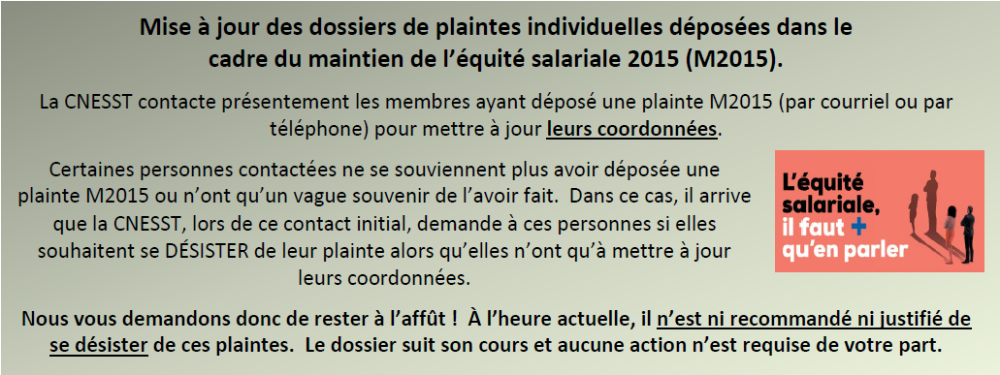 Mise à jour des dossiers de plaintes individuelles déposées dans le
cadre du maintien de l’équité salariale 2015 (M2015).
La CNESST contacte présentement les membres ayant déposé une plainte M2015 (par courriel ou par
téléphone) pour mettre à jour leurs coordonnées.
Certaines personnes contactées ne se souviennent plus avoir déposée une
plainte M2015 ou n’ont qu’un vague souvenir de l’avoir fait.  Dans ce cas, il arrive
que la CNESST, lors de ce contact initial, demande à ces personnes si elles
souhaitent se DÉSISTER de leur plainte alors qu’elles n’ont qu’à mettre à jour
leurs coordonnées.
L’équité
salariale,
il faut +
qu’en parler
Nous vous demandons donc de rester à l’affût !  À l’heure actuelle, il n’est ni recommandé ni justifié de
se désister de ces plaintes.  Le dossier suit son cours et aucune action n’est requise de votre part.